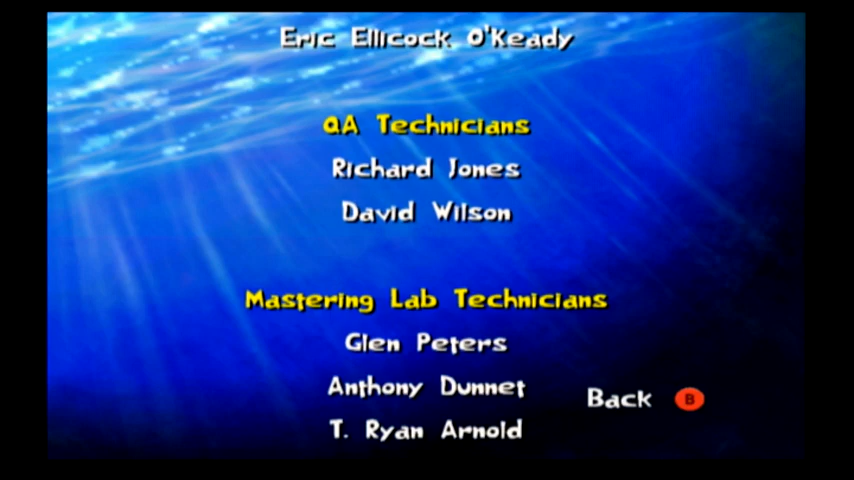 Eric Ellicock O'Keady
QA Technicians
Richard Jones
David Wilson
Mastering Lab Technicians
Glen Peters
Anthony Dunnet
Back B
T. Ryan Arnold